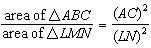 area of △ABC / area of △LMN = (AC)² / (LN)²